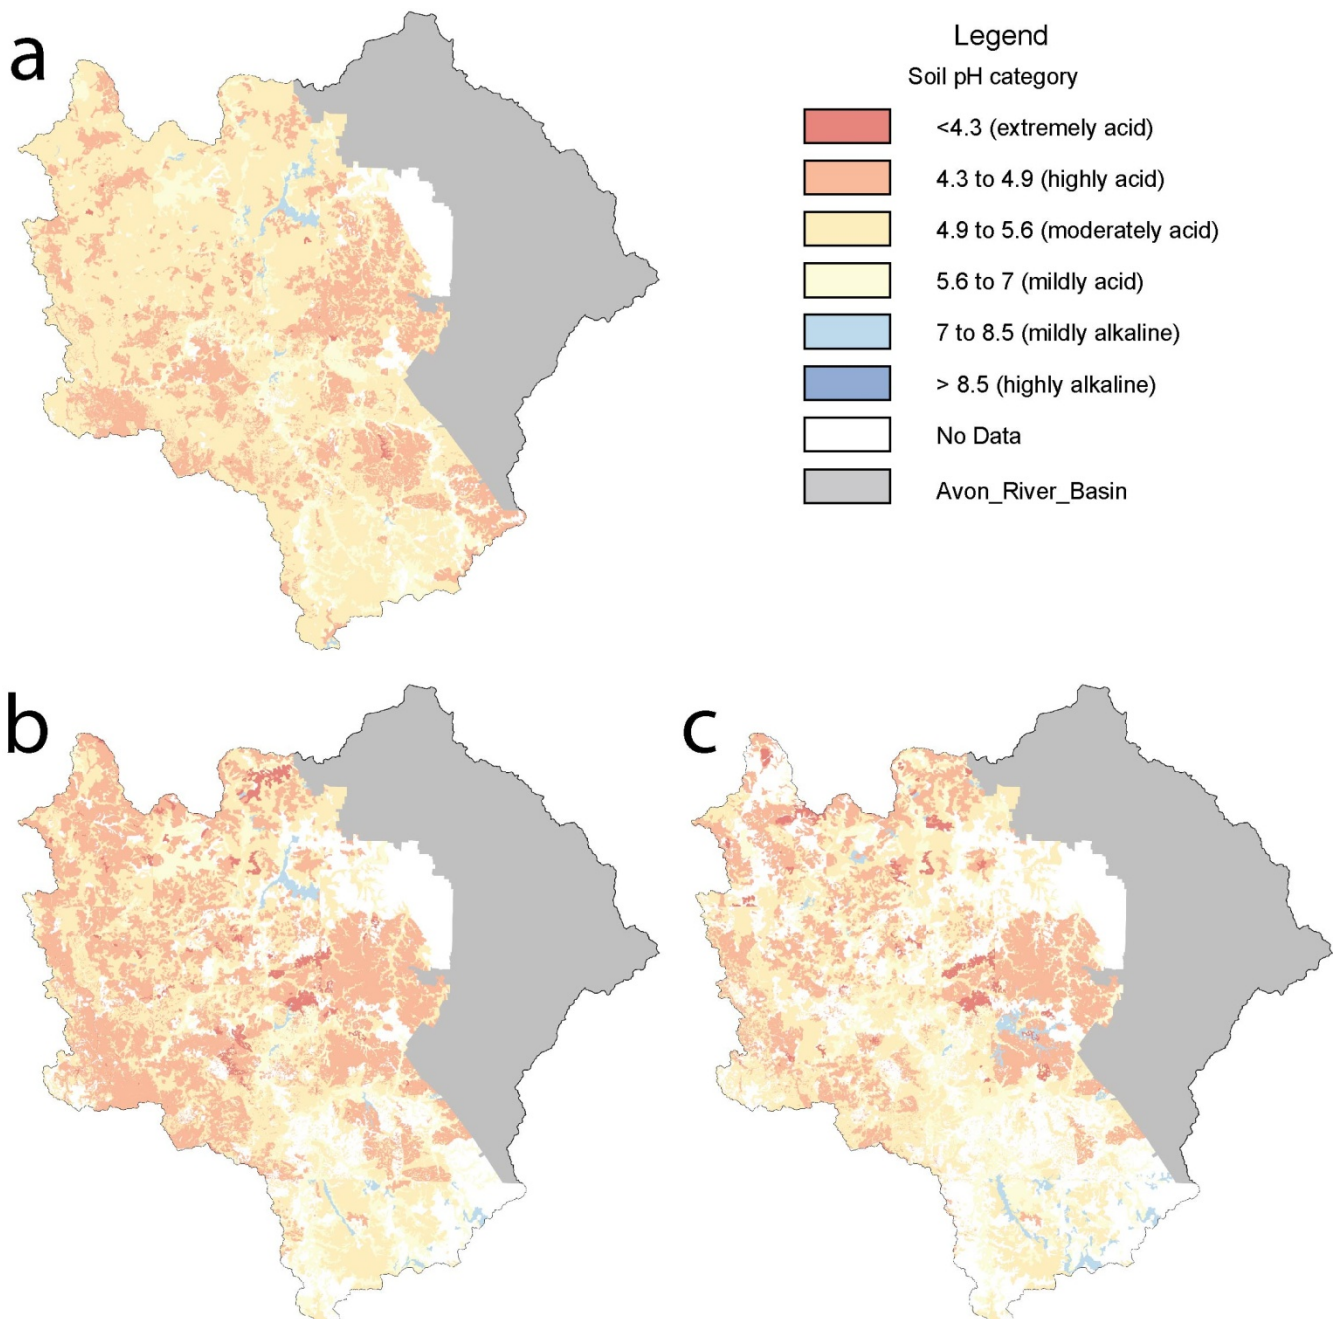 a
Legend
Soil pH category
<4.3 (extremely acid)
4.3 to 4.9 (highly acid)
4.9 to 5.6 (moderately acid)
5.6 to 7 (mildly acid)
7 to 8.5 (mildly alkaline)
> 8.5 (highly alkaline)
No Data
Avon_River_Basin
b
c